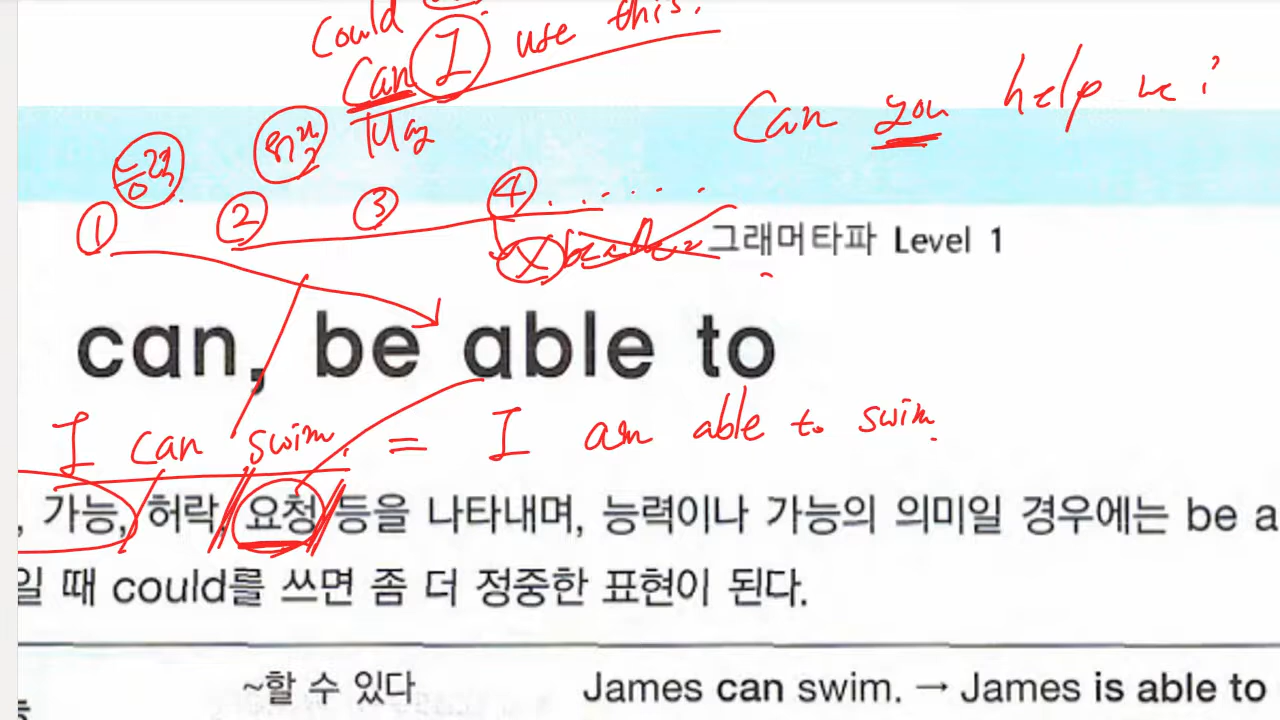 Could
Can I use this.
May
Can you help me?
능력
① ② ③ ④ ......
그래머타파 Level 1
can, be able to
I can swim. = I am able to swim.
, 가능, 허락, 요청 등을 나타내며, 능력이나 가능의 의미일 경우에는 be a
일 때 could를 쓰면 좀 더 정중한 표현이 된다.
~할 수 있다 James can swim. → James is able to